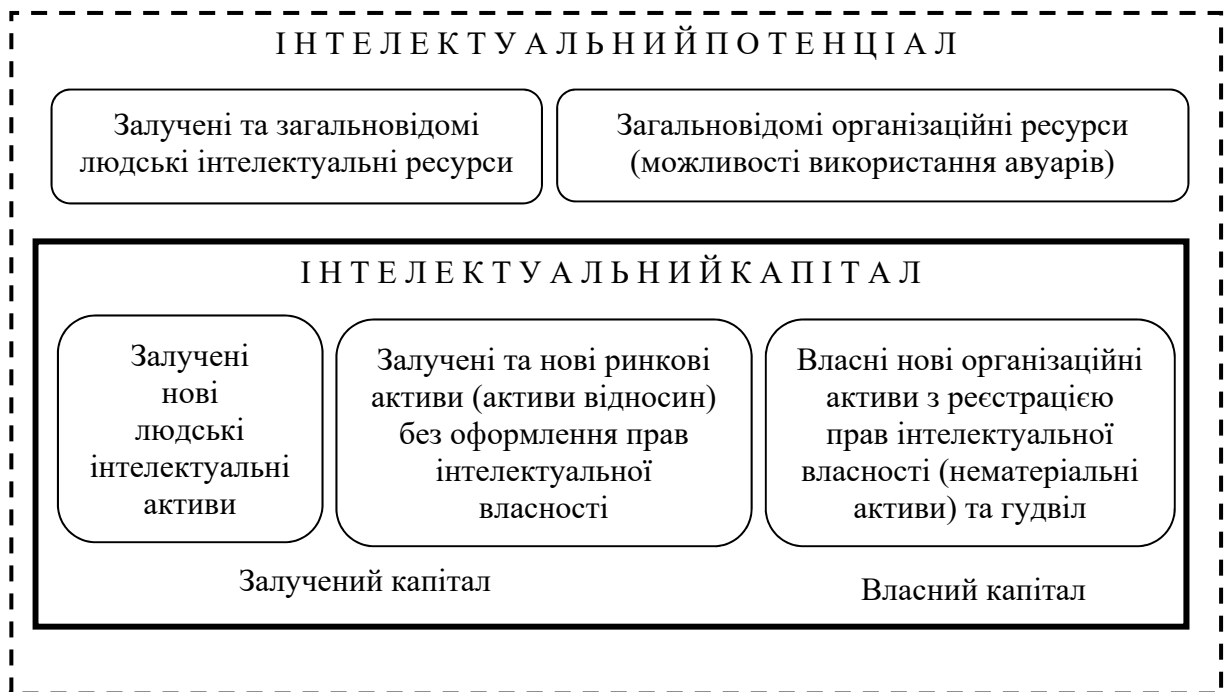 І Н Т Е Л Е К Т У А Л Ь Н И Й П О Т Е Н Ц І А Л
Залучені та загальновідомі
людські інтелектуальні ресурси
Загальновідомі організаційні ресурси
(можливості використання авуарів)
І Н Т Е Л Е К Т У А Л Ь Н И Й К А П І Т А Л
Залучені
нові
людські
інтелектуальні
активи
Залучені та нові ринкові
активи (активи відносин)
без оформлення прав
інтелектуальної
власності
Власні нові організаційні
активи з реєстрацією
прав інтелектуальної
власності (нематеріальні
активи) та гудвіл
Залучений капітал
Власний капітал